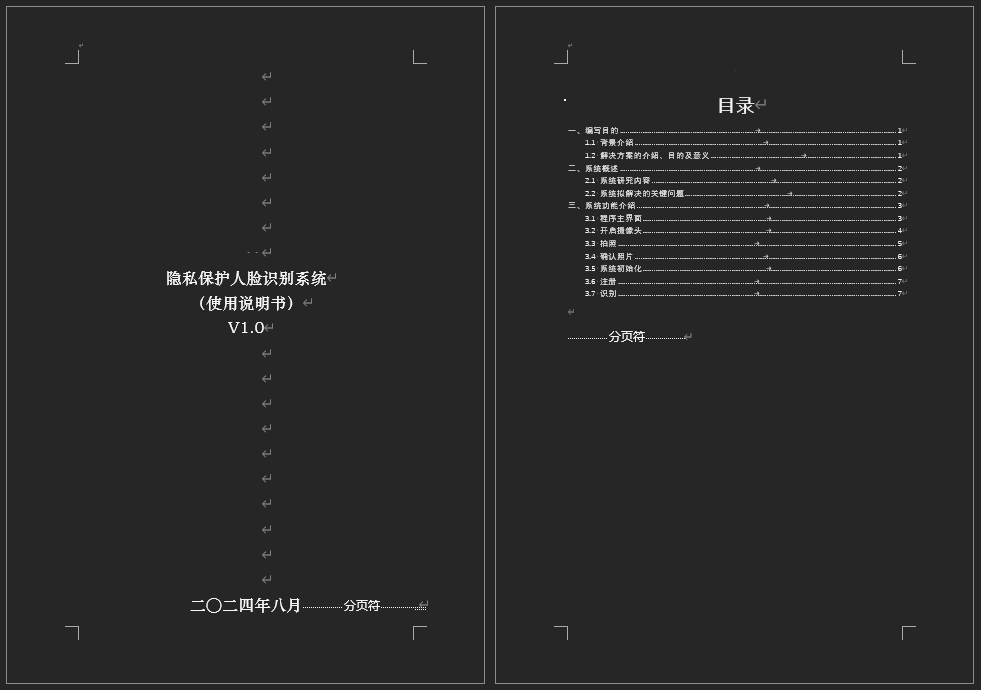 隐私保护人脸识别系统
（使用说明书）
V1.0
二〇二四年八月 分页符
目录
一、编写目的 1
1.1 背景介绍 1
1.2 解决方案的介绍、目的及意义 1
二、系统概述 2
2.1 系统研究内容 2
2.2 系统拟解决的关键问题 2
三、系统功能介绍 3
3.1 程序主界面 3
3.2 开启摄像头 4
3.3 拍照 5
3.4 确认照片 6
3.5 系统初始化 6
3.6 注册 7
3.7 识别 7
分页符